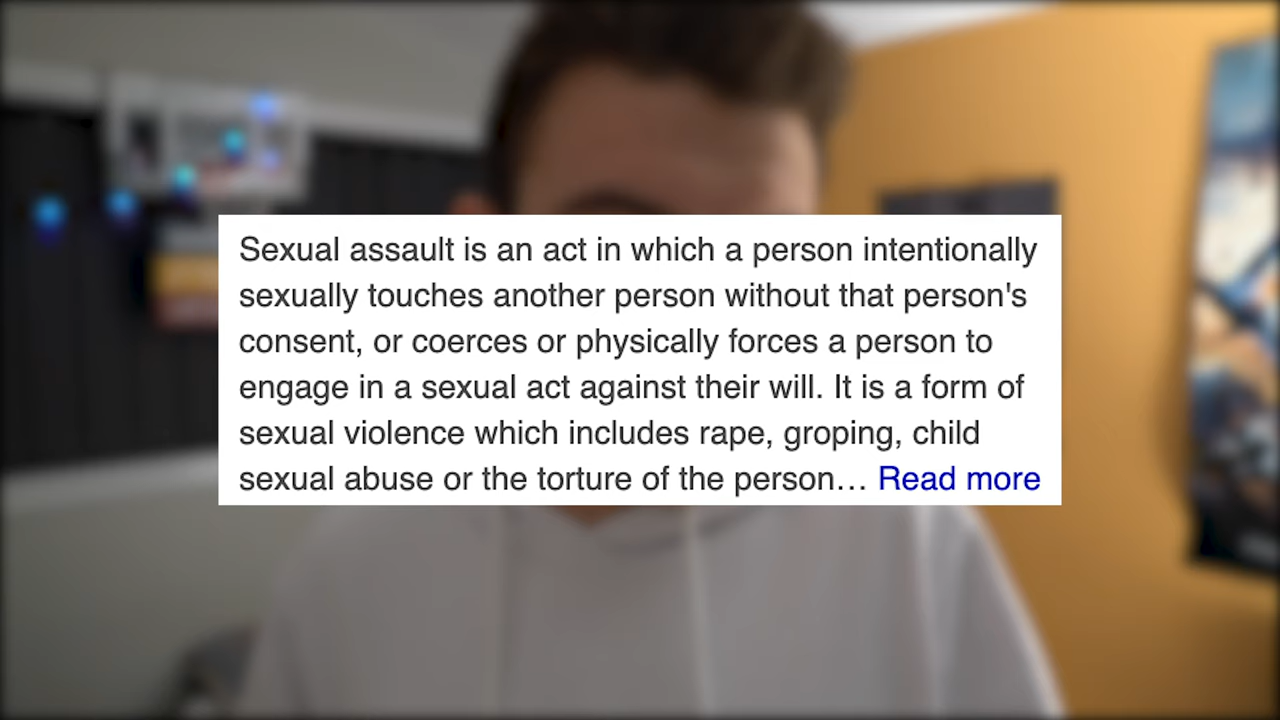 Sexual assault is an act in which a person intentionally
sexually touches another person without that person's
consent, or coerces or physically forces a person to
engage in a sexual act against their will. It is a form of
sexual violence which includes rape, groping, child
sexual abuse or the torture of the person… Read more